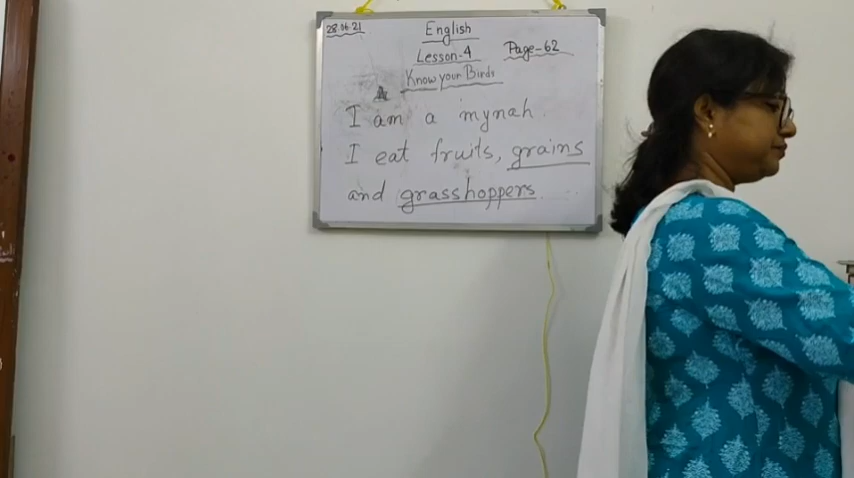 28.06.21
English
Lesson-4
Page-62
Know your Birds
I am a mynah.
I eat fruits, grains
and grasshoppers